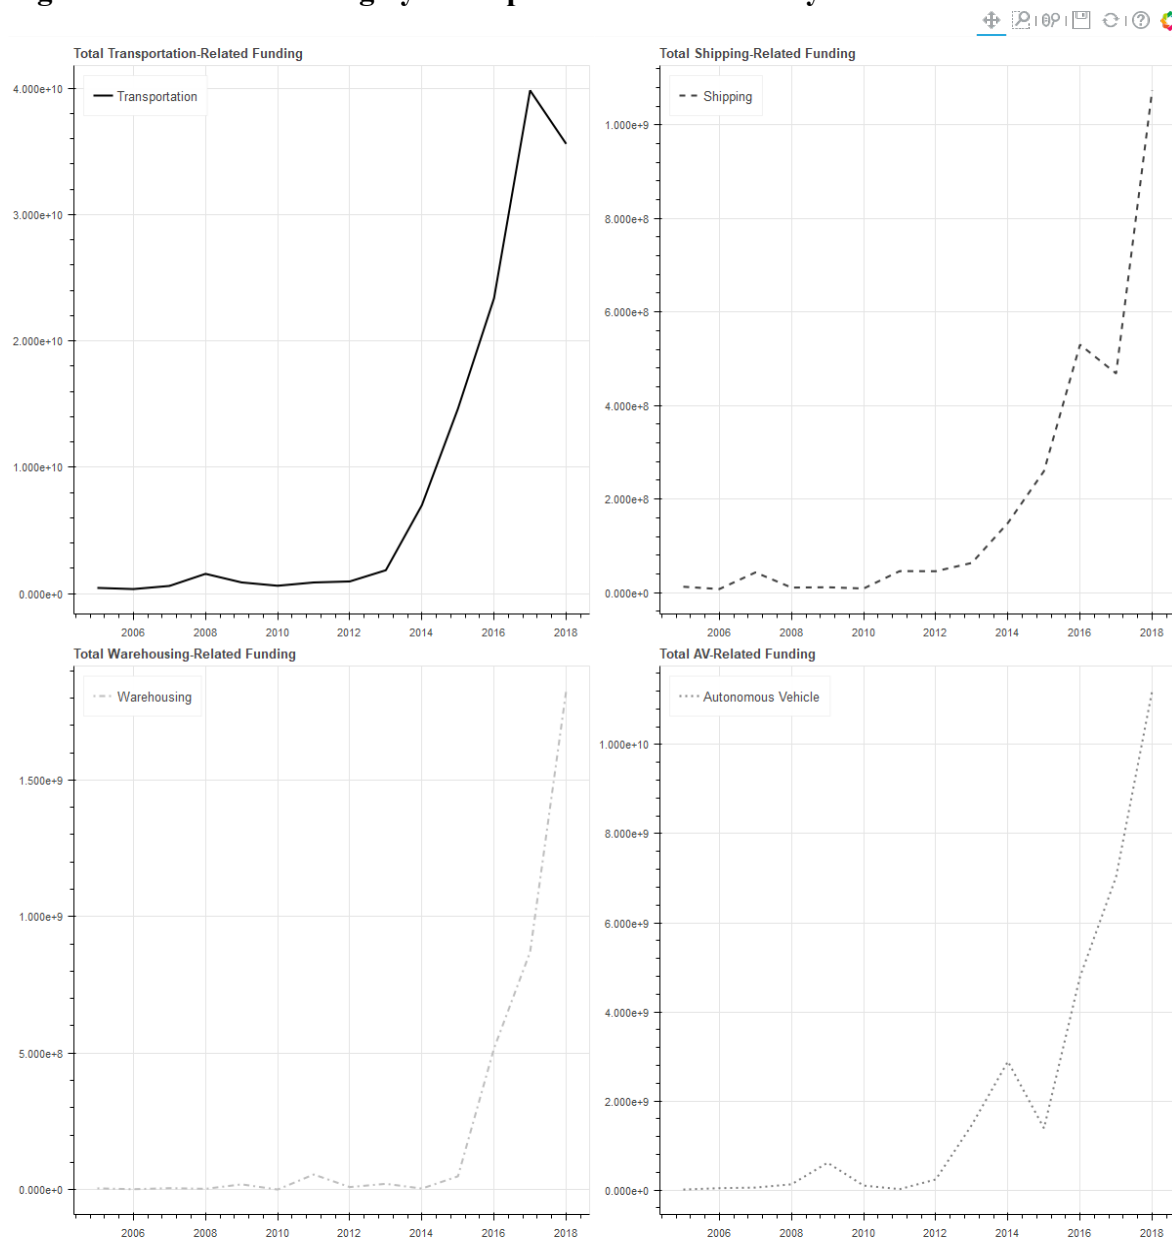 Total Transportation-Related Funding
Transportation
4.000e+10
3.000e+10
2.000e+10
1.000e+10
0.000e+0
2006 2008 2010 2012 2014 2016 2018
Total Shipping-Related Funding
Shipping
1.000e+9
8.000e+8
6.000e+8
4.000e+8
2.000e+8
0.000e+0
2006 2008 2010 2012 2014 2016 2018
Total Warehousing-Related Funding
Warehousing
1.500e+9
1.000e+9
5.000e+8
0.000e+0
2006 2008 2010 2012 2014 2016 2018
Total AV-Related Funding
Autonomous Vehicle
1.000e+10
8.000e+9
6.000e+9
4.000e+9
2.000e+9
0.000e+0
2006 2008 2010 2012 2014 2016 2018